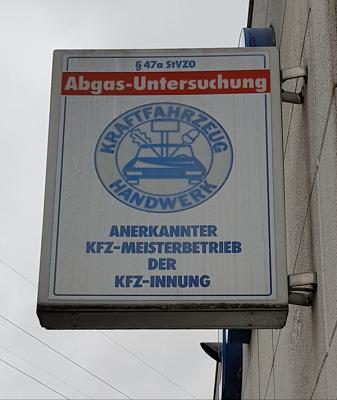 § 47a StVZO
Abgas-Untersuchung
KRAFTFAHRZEUG
HANDWERK
ANERKANNTER
KFZ-MEISTERBETRIEB
DER
KFZ-INNUNG